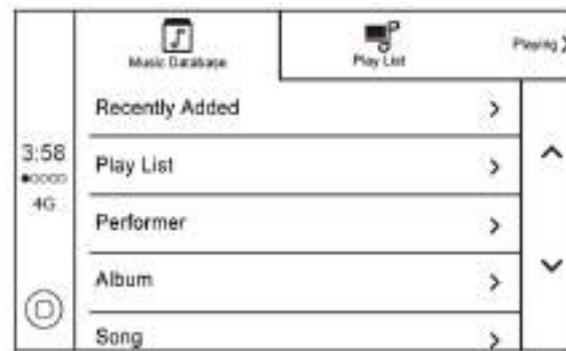 Music Database
Play List
Playing
Recently Added
3:58
Play List
4G
Performer
Album
Song